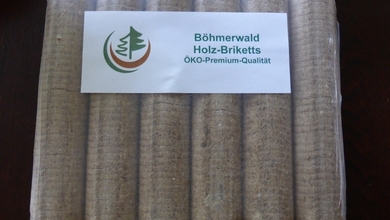 Böhmerwald
Holz-Briketts
ÖKO-Premium-Qualität